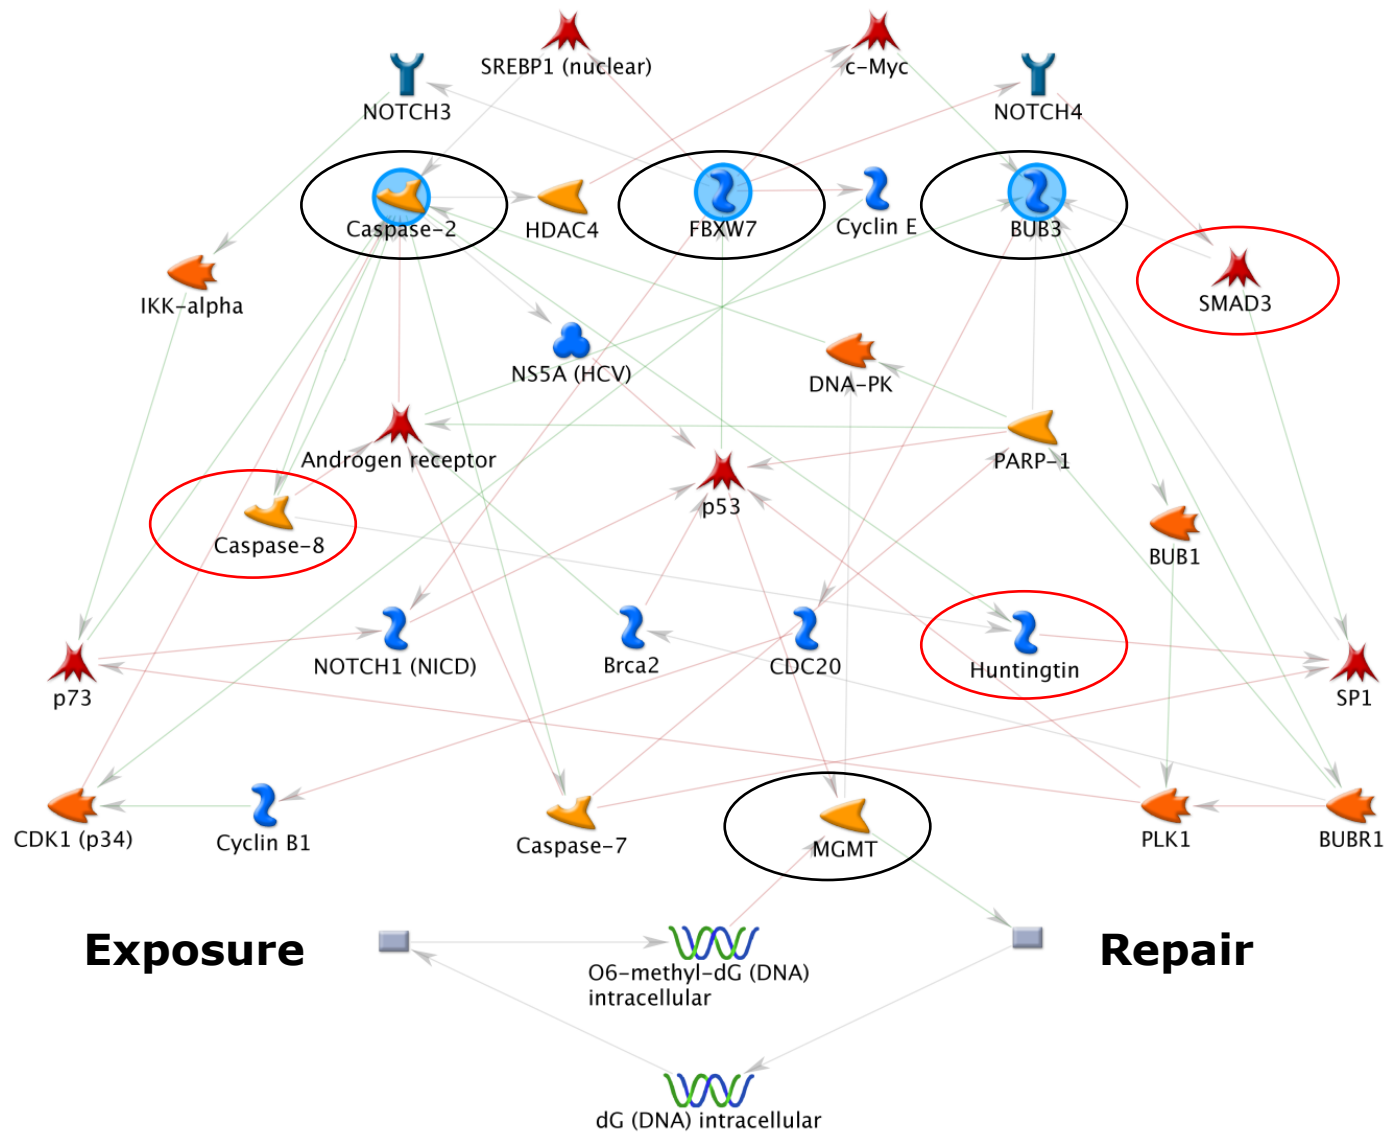 SREBP1 (nuclear)
c-Myc
NOTCH3
NOTCH4
Caspase-2
HDAC4
FBXW7
Cyclin E
BUB3
IKK-alpha
SMAD3
NS5A (HCV)
DNA-PK
Androgen receptor
PARP-1
p53
Caspase-8
BUB1
NOTCH1 (NICD)
Brca2
CDC20
Huntingtin
p73
SP1
CDK1 (p34)
Cyclin B1
Caspase-7
MGMT
PLK1
BUBR1
Exposure
Repair
O6-methyl-dG (DNA)
intracellular
dG (DNA) intracellular